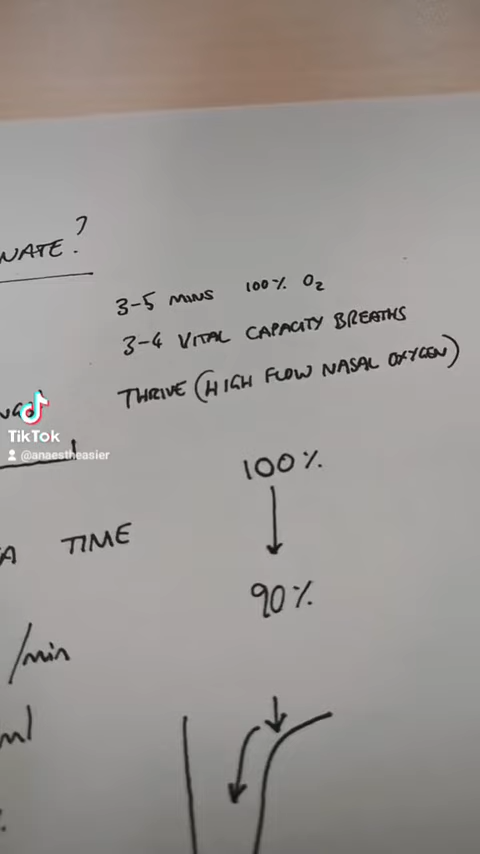 NATE?
3-5 MINS 100% O2
3-4 VITAL CAPACITY BREATHS
THRIVE (HIGH FLOW NASAL OXYGEN)
TikTok
@anaestheasier
100%
A TIME
90%
/min
ml